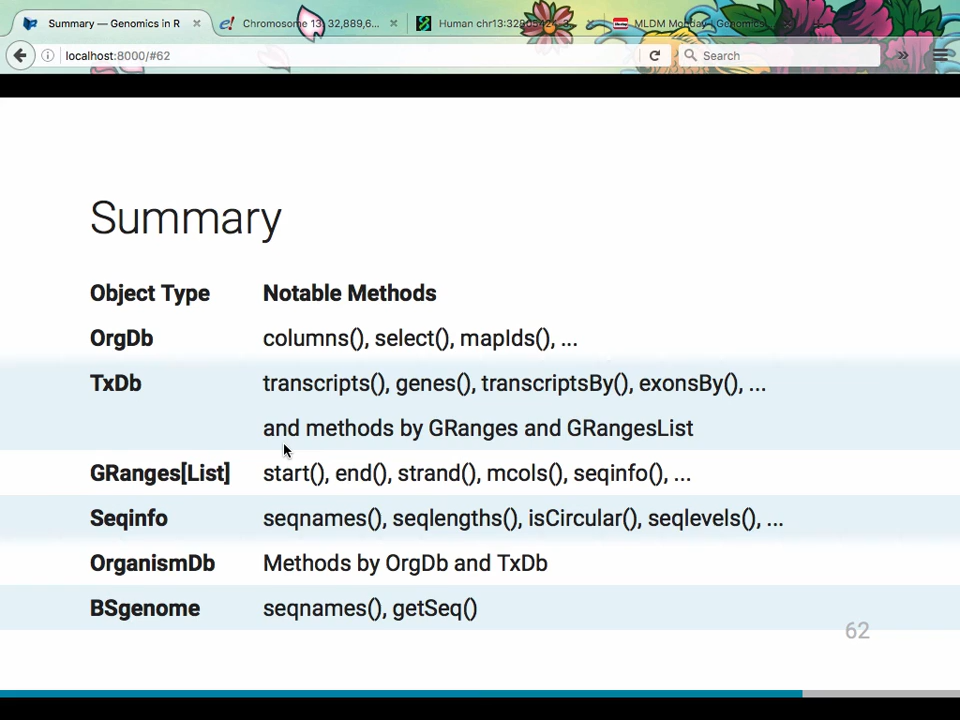 Summary — Genomics in R
Chromosome 13: 32,889,6...
Human chr13:
MLDM Monday
localhost:8000/#62
Search
Summary
Object Type Notable Methods
OrgDb columns(), select(), mapIds(), ...
TxDb transcripts(), genes(), transcriptsBy(), exonsBy(), ...
and methods by GRanges and GRangesList
GRanges[List] start(), end(), strand(), mcols(), seqinfo(), ...
Seqinfo seqnames(), seqlengths(), isCircular(), seqlevels(), ...
OrganismDb Methods by OrgDb and TxDb
BSgenome seqnames(), getSeq()
62